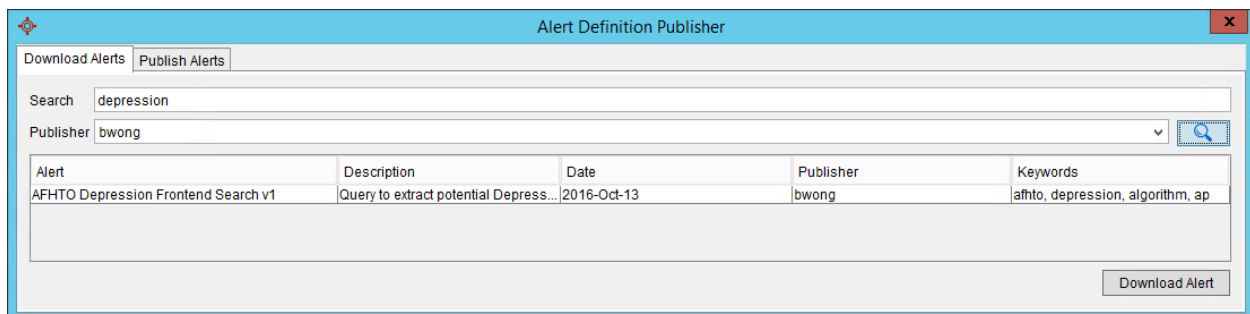 Alert Definition Publisher
x
Download Alerts Publish Alerts
Search depression
Publisher bwong
Alert Description Date Publisher Keywords
AFHTO Depression Frontend Search v1 Query to extract potential Depress... 2016-Oct-13 bwong afhto, depression, algorithm, ap
Download Alert